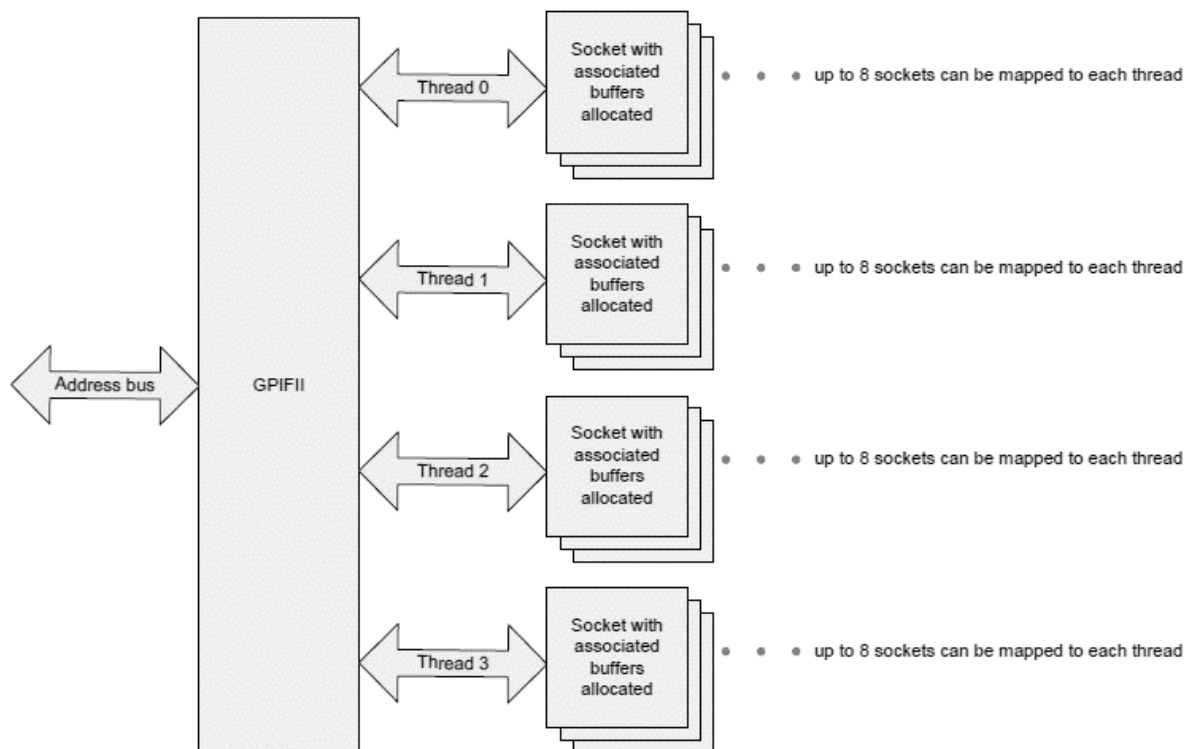 Socket with
associated
buffers
allocated
Thread 0
up to 8 sockets can be mapped to each thread
Socket with
associated
buffers
allocated
Thread 1
up to 8 sockets can be mapped to each thread
Address bus
GPIFII
Socket with
associated
buffers
allocated
Thread 2
up to 8 sockets can be mapped to each thread
Socket with
associated
buffers
allocated
Thread 3
up to 8 sockets can be mapped to each thread